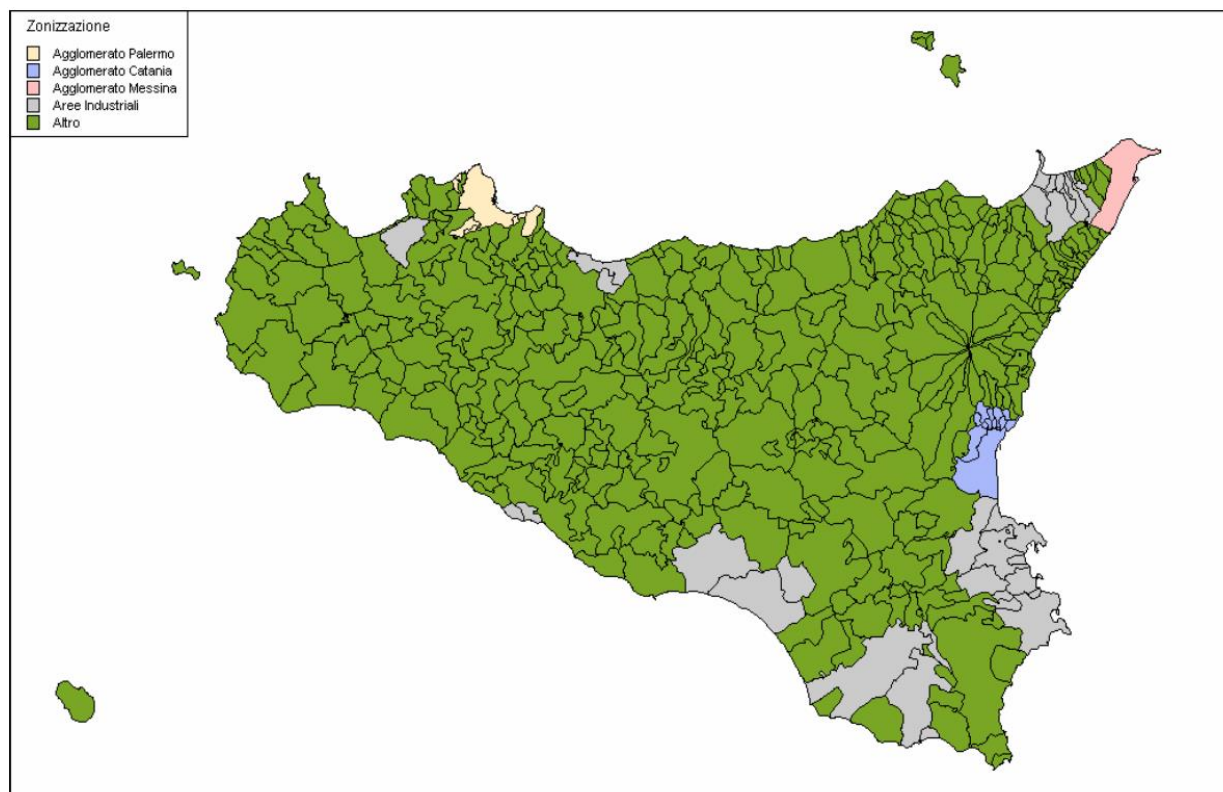 Zonizzazione
Agglomerato Palermo
Agglomerato Catania
Agglomerato Messina
Aree Industriali
Altro